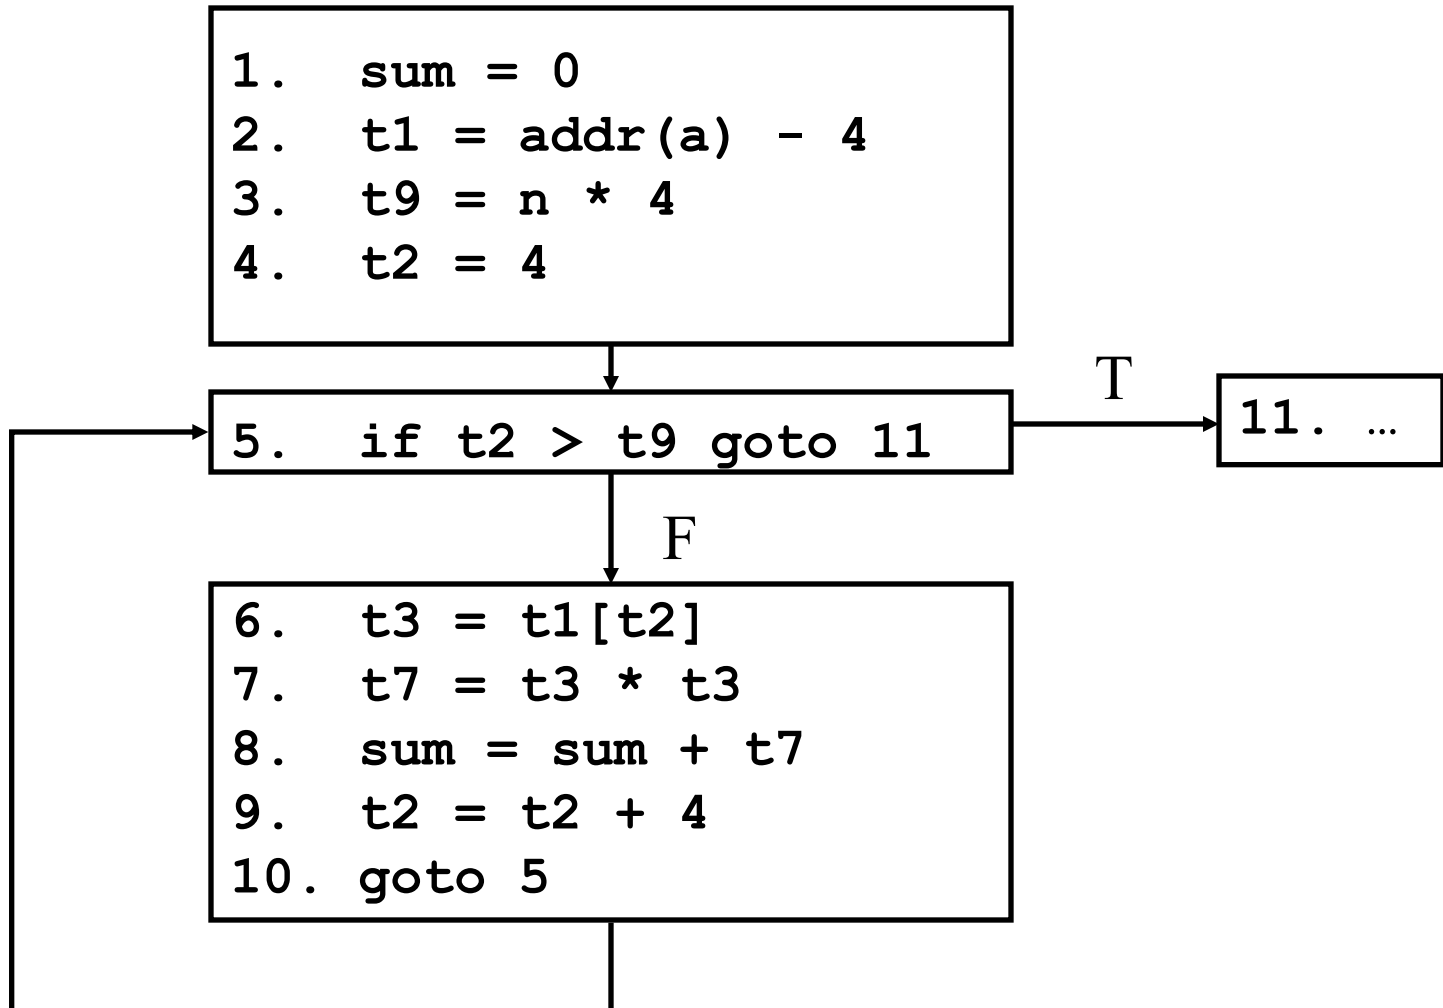 1. sum = 0
2. t1 = addr(a) - 4
3. t9 = n * 4
4. t2 = 4
T
5. if t2 > t9 goto 11
11. …
F
6. t3 = t1[t2]
7. t7 = t3 * t3
8. sum = sum + t7
9. t2 = t2 + 4
10. goto 5